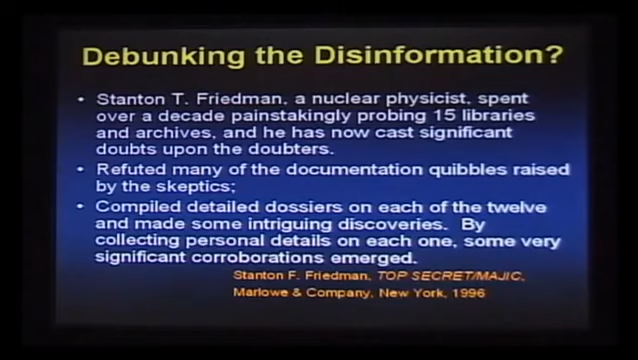 Debunking the Disinformation?
• Stanton T. Friedman, a nuclear physicist, spent
over a decade painstakingly probing 15 libraries
and archives, and he has now cast significant
doubts upon the doubters.
• Refuted many of the documentation quibbles raised
by the skeptics;
• Compiled detailed dossiers on each of the twelve
and made some intriguing discoveries. By
collecting personal details on each one, some very
significant corroborations emerged.
Stanton F. Friedman, TOP SECRET/MAJIC,
Marlowe & Company, New York, 1996